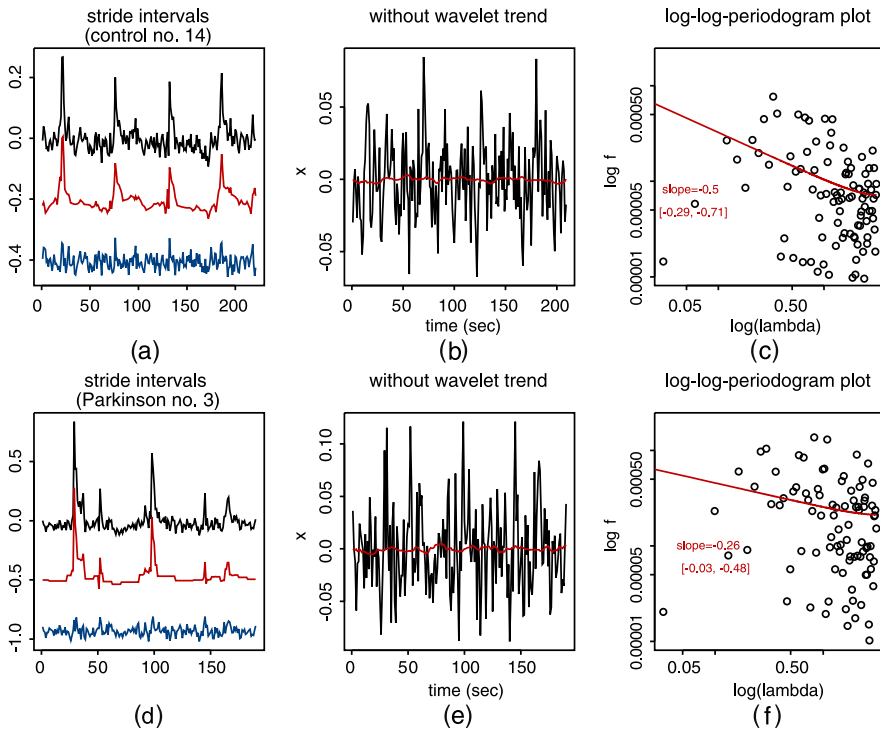 stride intervals
(control no. 14)
0.2
0.0
-0.2
-0.4
0 50 100 150 200
(a)
without wavelet trend
x
0.05
0.0
-0.05
0 50 100 150 200
time (sec)
(b)
log-log-periodogram plot
log f
0.00050
0.00005
0.00001
slope=-0.5
[-0.29, -0.71]
0.05 0.50
log(lambda)
(c)
stride intervals
(Parkinson no. 3)
0.5
0.0
-0.5
-1.0
0 50 100 150
(d)
without wavelet trend
x
0.10
0.05
0.0
-0.05
0 50 100 150
time (sec)
(e)
log-log-periodogram plot
log f
0.00050
0.00005
0.00001
slope=-0.26
[-0.03, -0.48]
0.05 0.50
log(lambda)
(f)